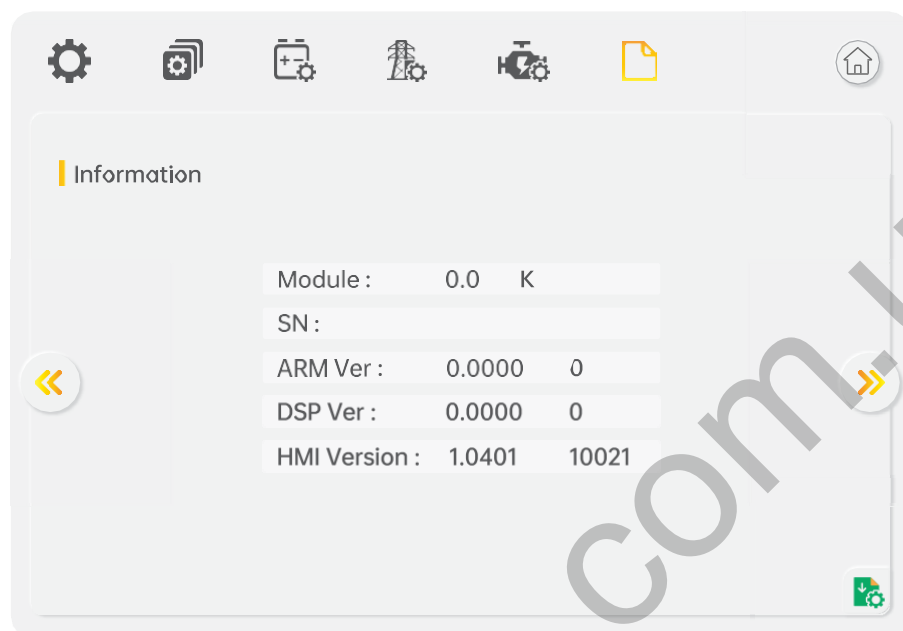 Information
Module : 0.0 K
SN :
ARM Ver : 0.0000 0
DSP Ver : 0.0000 0
HMI Version : 1.0401 10021
com.u